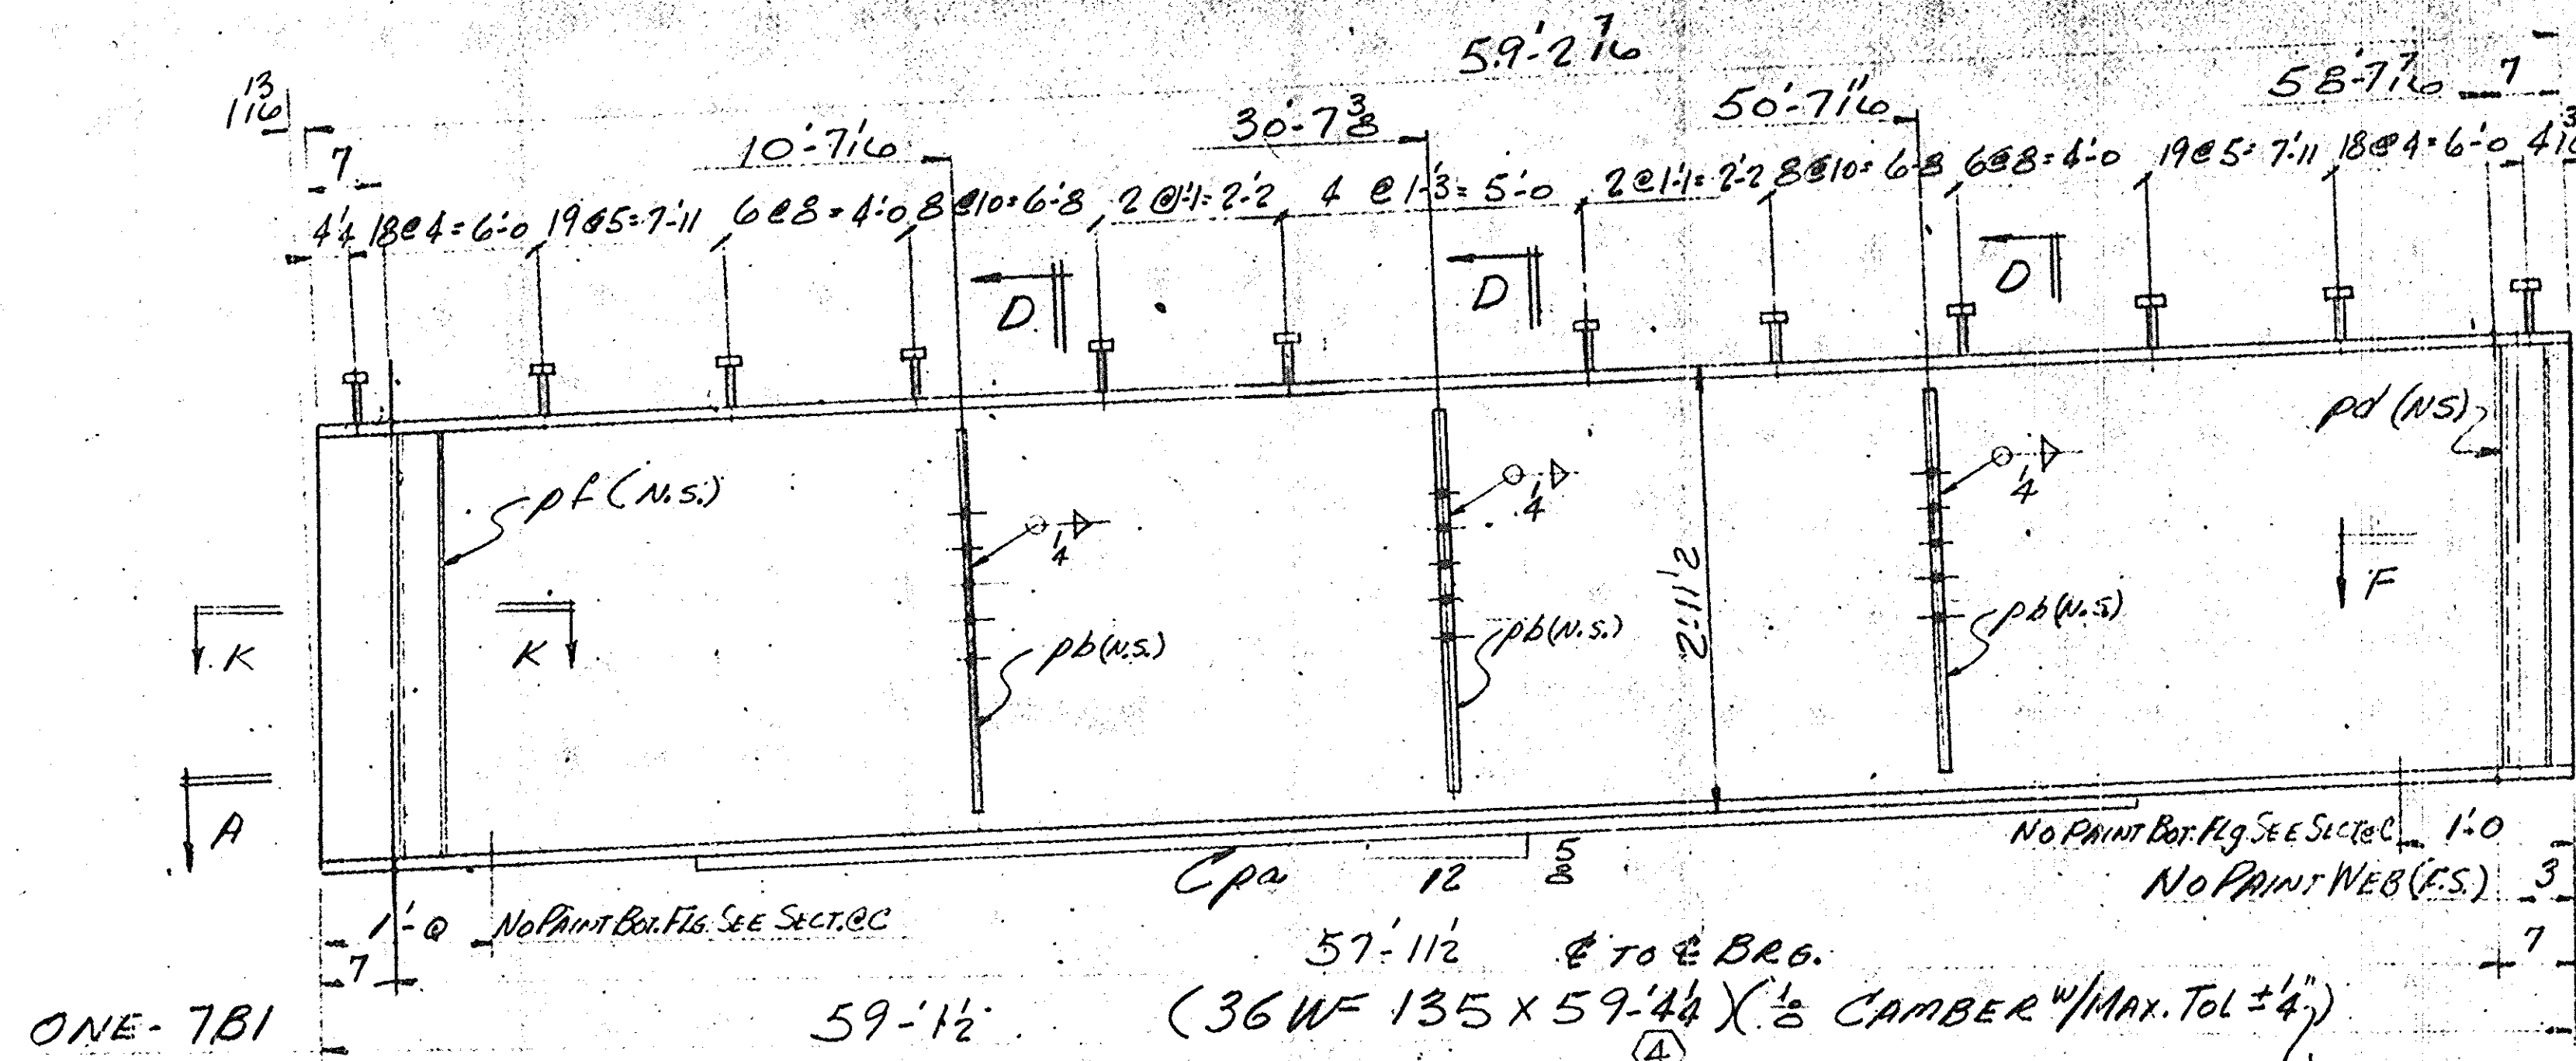 59'-2 7/16
1 13/16
10'-7 1/16
30'-7 3/8
50'-7 11/16
58'-7 7/16
7
7
4 1/4 18@4=6'-0 19@5=7'-11 6@8=4'-0 8@10=6'-8 2@1'-1=2'-2 4 @ 1'-3=5'-0 2@1'-1=2'-2 8@10=6'-8 6@8=4'-0 19@5=7'-11 18@4=6'-0
D
D
D
pf (N.S.)
1/4
1/4
1/4
pd (NS)
K
K
pb (N.S.)
pb (N.S.)
2'-11 1/2
pb (N.S.)
F
A
Cpa
12
5/8
NO PAINT BOT. FLG. SEE SECT. @ C 1'-0
NO PAINT WEB (F.S.) 3
1'-0 NO PAINT BOT. FLG. SEE SECT. @ C
7
57'-11 1/2 ℄ TO ℄ BRG.
7
ONE - 7B1
59'-1 1/2
(36 WF 135 x 59'-4 1/4) ( CAMBER W/MAX. TOL ± 1/4")
4